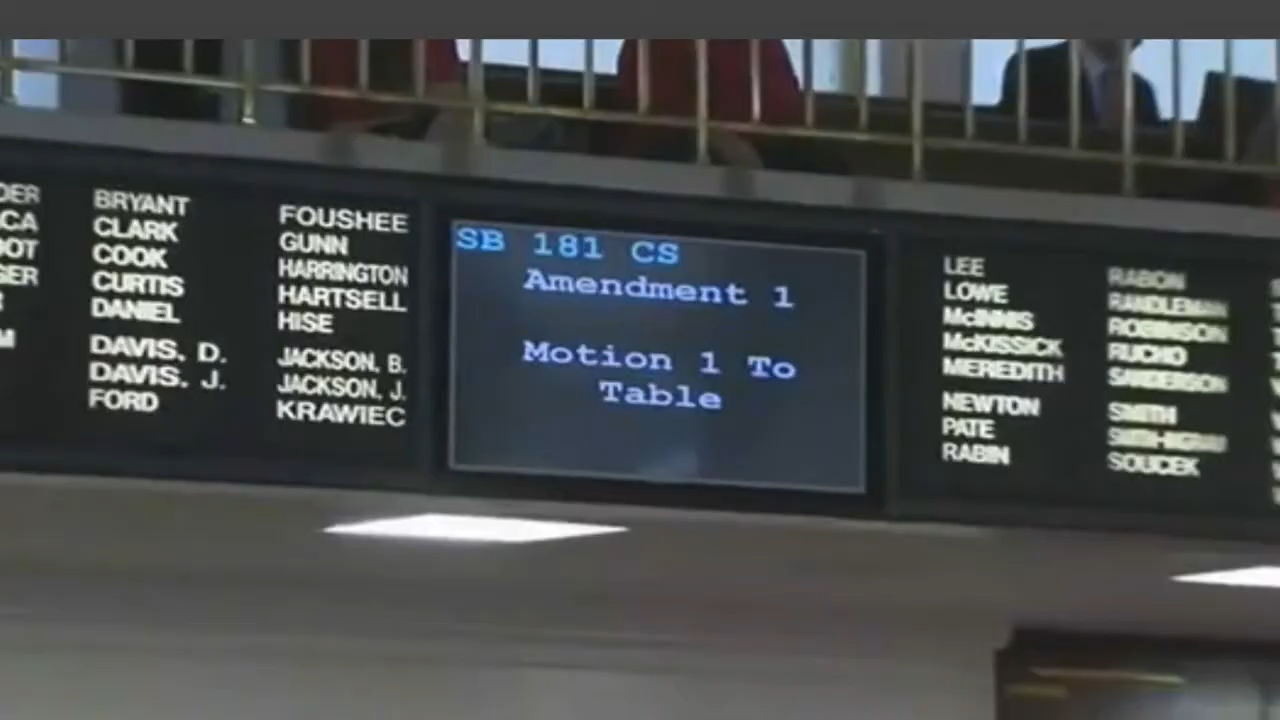 BRYANT
CLARK
COOK
CURTIS
DANIEL
DAVIS. D.
DAVIS. J.
FORD
FOUSHEE
GUNN
HARRINGTON
HARTSELL
HISE
JACKSON, B.
JACKSON, J.
KRAWIEC
SB 181 CS
Amendment 1
Motion 1 To
Table
LEE
LOWE
McINNIS
McKISSICK
MEREDITH
NEWTON
PATE
RABIN
RABON
RANDLEMAN
ROBINSON
RUCHO
SANDERSON
SMITH
SOUCEK